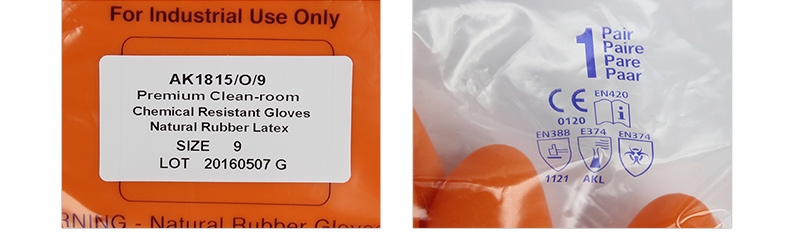 For Industrial Use Only
AK1815/O/9
Premium Clean-room
Chemical Resistant Gloves
Natural Rubber Latex
SIZE 9
LOT 20160507 G
RNING - Natural Rubber Glove
1 Pair
Paire
Pare
Paar
CE EN420
0120 i
EN388 E374 EN374
1121 AKL